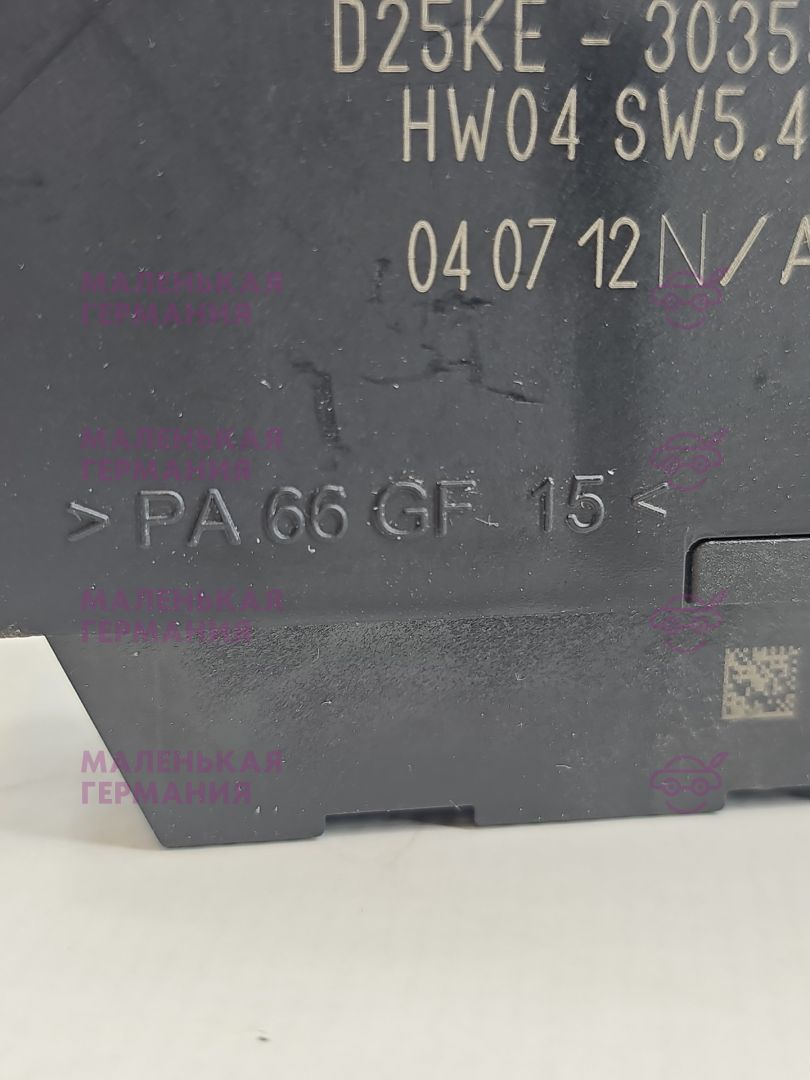 D25KE - 3035
HW04 SW5.4
04 07 12 N/A
МАЛЕНЬКАЯ
ГЕРМАНИЯ
МАЛЕНЬКАЯ
ГЕРМАНИЯ
> PA 66 GF 15 <
МАЛЕНЬКАЯ
ГЕРМАНИЯ
МАЛЕНЬКАЯ
ГЕРМАНИЯ